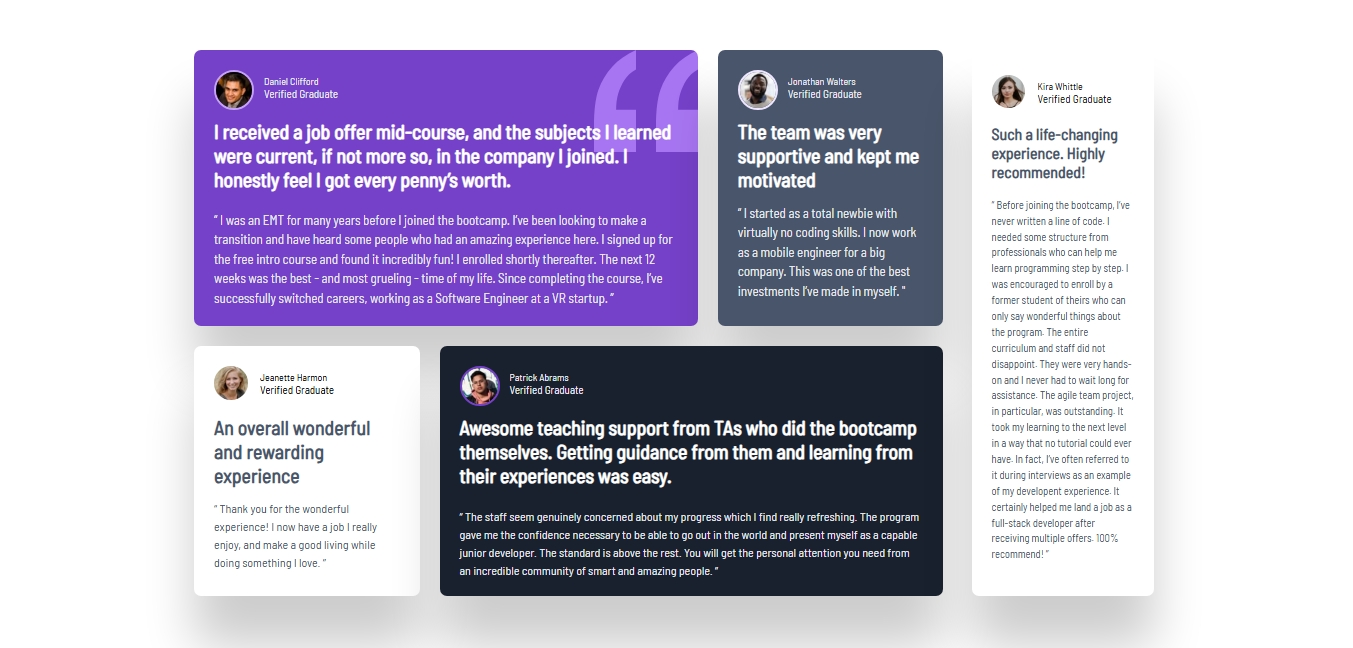 Daniel Clifford
Verified Graduate
I received a job offer mid-course, and the subjects I learned
were current, if not more so, in the company I joined. I
honestly feel I got every penny’s worth.
“ I was an EMT for many years before I joined the bootcamp. I’ve been looking to make a
transition and have heard some people who had an amazing experience here. I signed up for
the free intro course and found it incredibly fun! I enrolled shortly thereafter. The next 12
weeks was the best - and most grueling - time of my life. Since completing the course, I’ve
successfully switched careers, working as a Software Engineer at a VR startup. ”
Jonathan Walters
Verified Graduate
The team was very
supportive and kept me
motivated
“ I started as a total newbie with
virtually no coding skills. I now work
as a mobile engineer for a big
company. This was one of the best
investments I’ve made in myself. "
Kira Whittle
Verified Graduate
Such a life-changing
experience. Highly
recommended!
“ Before joining the bootcamp, I’ve
never written a line of code. I
needed some structure from
professionals who can help me
learn programming step by step. I
was encouraged to enroll by a
former student of theirs who can
only say wonderful things about
the program. The entire
curriculum and staff did not
disappoint. They were very hands-
on and I never had to wait long for
assistance. The agile team project,
in particular, was outstanding. It
took my learning to the next level
in a way that no tutorial could ever
have. In fact, I’ve often referred to
it during interviews as an example
of my developent experience. It
certainly helped me land a job as a
full-stack developer after
receiving multiple offers. 100%
recommend! ”
Jeanette Harmon
Verified Graduate
An overall wonderful
and rewarding
experience
“ Thank you for the wonderful
experience! I now have a job I really
enjoy, and make a good living while
doing something I love. ”
Patrick Abrams
Verified Graduate
Awesome teaching support from TAs who did the bootcamp
themselves. Getting guidance from them and learning from
their experiences was easy.
“ The staff seem genuinely concerned about my progress which I find really refreshing. The program
gave me the confidence necessary to be able to go out in the world and present myself as a capable
junior developer. The standard is above the rest. You will get the personal attention you need from
an incredible community of smart and amazing people. ”